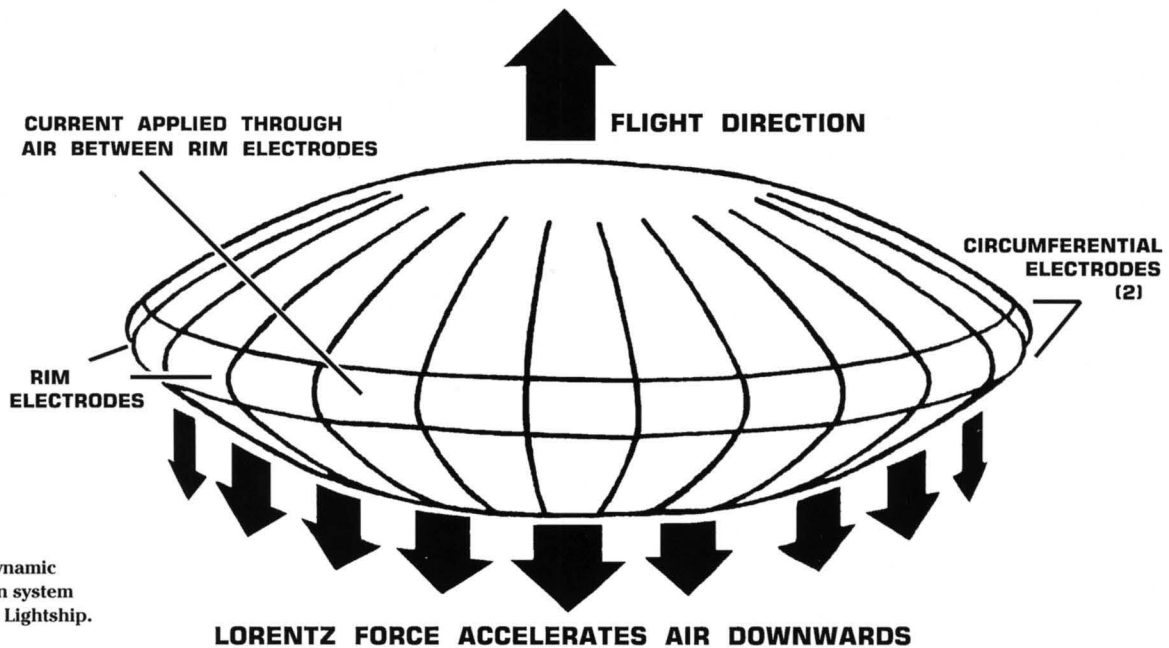 FLIGHT DIRECTION
CURRENT APPLIED THROUGH
AIR BETWEEN RIM ELECTRODES
CIRCUMFERENTIAL
ELECTRODES
(2)
RIM
ELECTRODES
system
Lightship.
LORENTZ FORCE ACCELERATES AIR DOWNWARDS